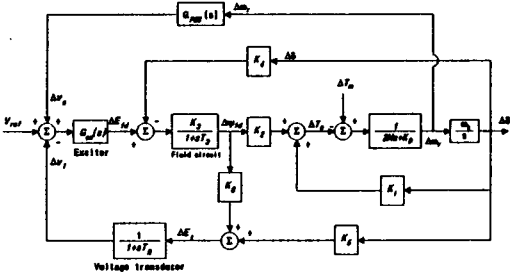 G_PSS(s)
Δω_r
K_4
Δδ
Δv_s
ΔT_m
V_ref
+
+
-
Σ
G_ex(s)
ΔE_fd
-
+
Σ
K_3
1+sT_3
Δψ_fd
K_2
+
+
Σ
ΔT_e
-
+
Σ
1
2Hs+K_D
Δω_r
ω_0
s
Δδ
Exciter
Field circuit
Δv_1
K_6
K_1
1
1+sT_R
ΔE_t
+
+
Σ
K_5
Voltage transducer